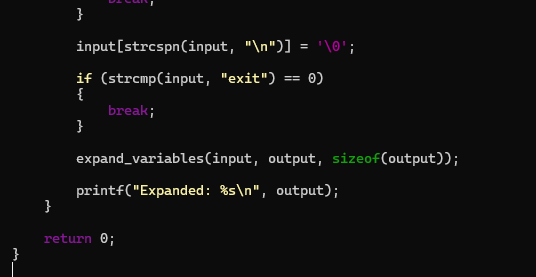 break;
}
input[strcspn(input, "\n")] = '\0';
if (strcmp(input, "exit") == 0)
{
break;
}
expand_variables(input, output, sizeof(output));
printf("Expanded: %s\n", output);
}
return 0;
}